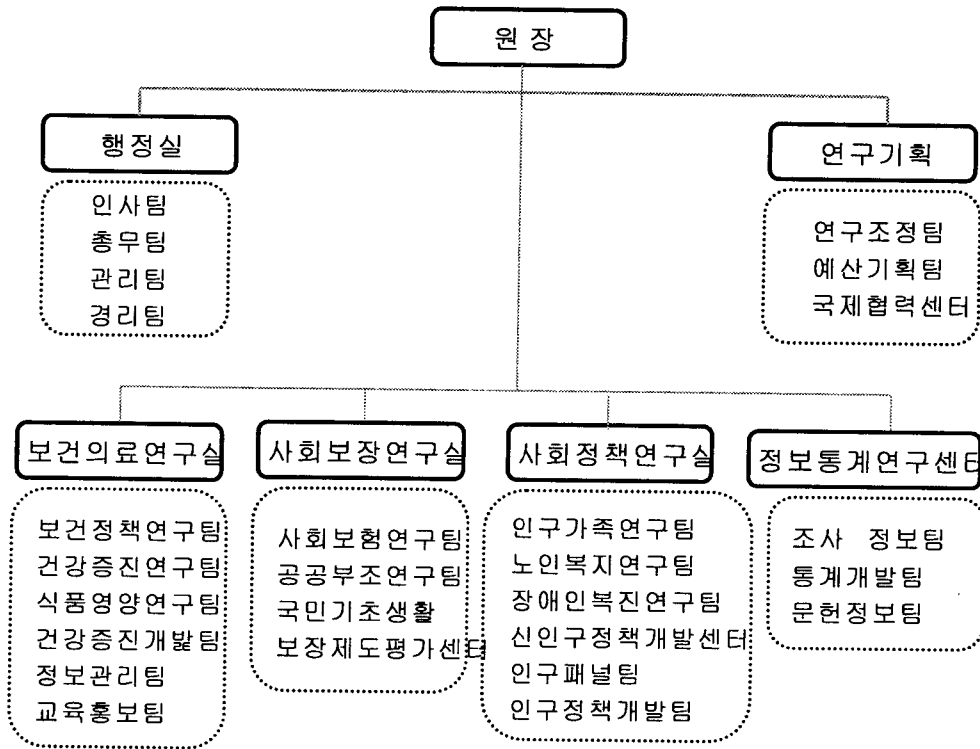 원 장
행정실
인사팀
총무팀
관리팀
경리팀
연구기획
연구조정팀
예산기획팀
국제협력센터
보건의료연구실
보건정책연구팀
건강증진연구팀
식품영양연구팀
건강증진개발팀
정보관리팀
교육홍보팀
사회보장연구실
사회보험연구팀
공공부조연구팀
국민기초생활
보장제도평가센터
사회정책연구실
인구가족연구팀
노인복지연구팀
장애인복진연구팀
신인구정책개발센터
인구패널팀
인구정책개발팀
정보통계연구센터
조사 정보팀
통계개발팀
문헌정보팀